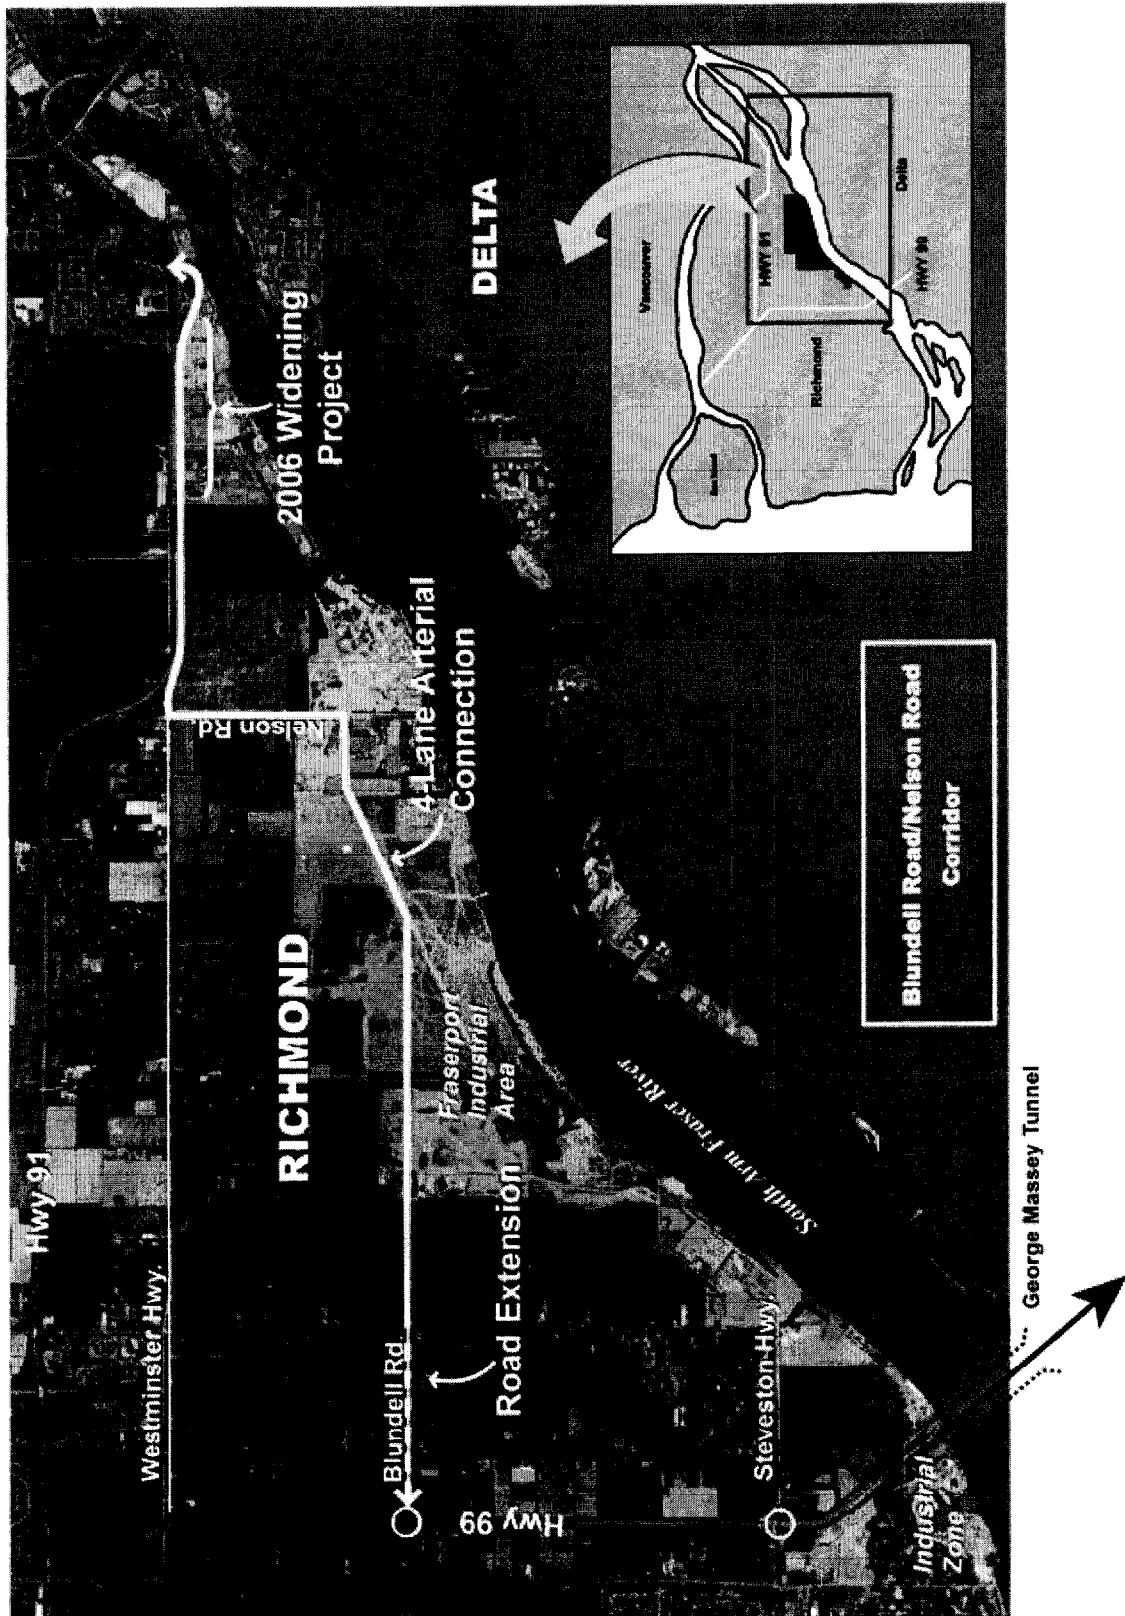 Hwy 91
Westminster Hwy.
RICHMOND
Nelson Rd.
2006 Widening
Project
DELTA
Blundell Rd
Hwy 99
Road Extension
Fraserport
Industrial
Area
4-Lane Arterial
Connection
Steveston Hwy.
South Arm Fraser River
Industrial
Zone
George Massey Tunnel
Vancouver
HWY 91
Sea Island
Richmond
Delta
HWY 99
Blundell Road/Nelson Road
Corridor